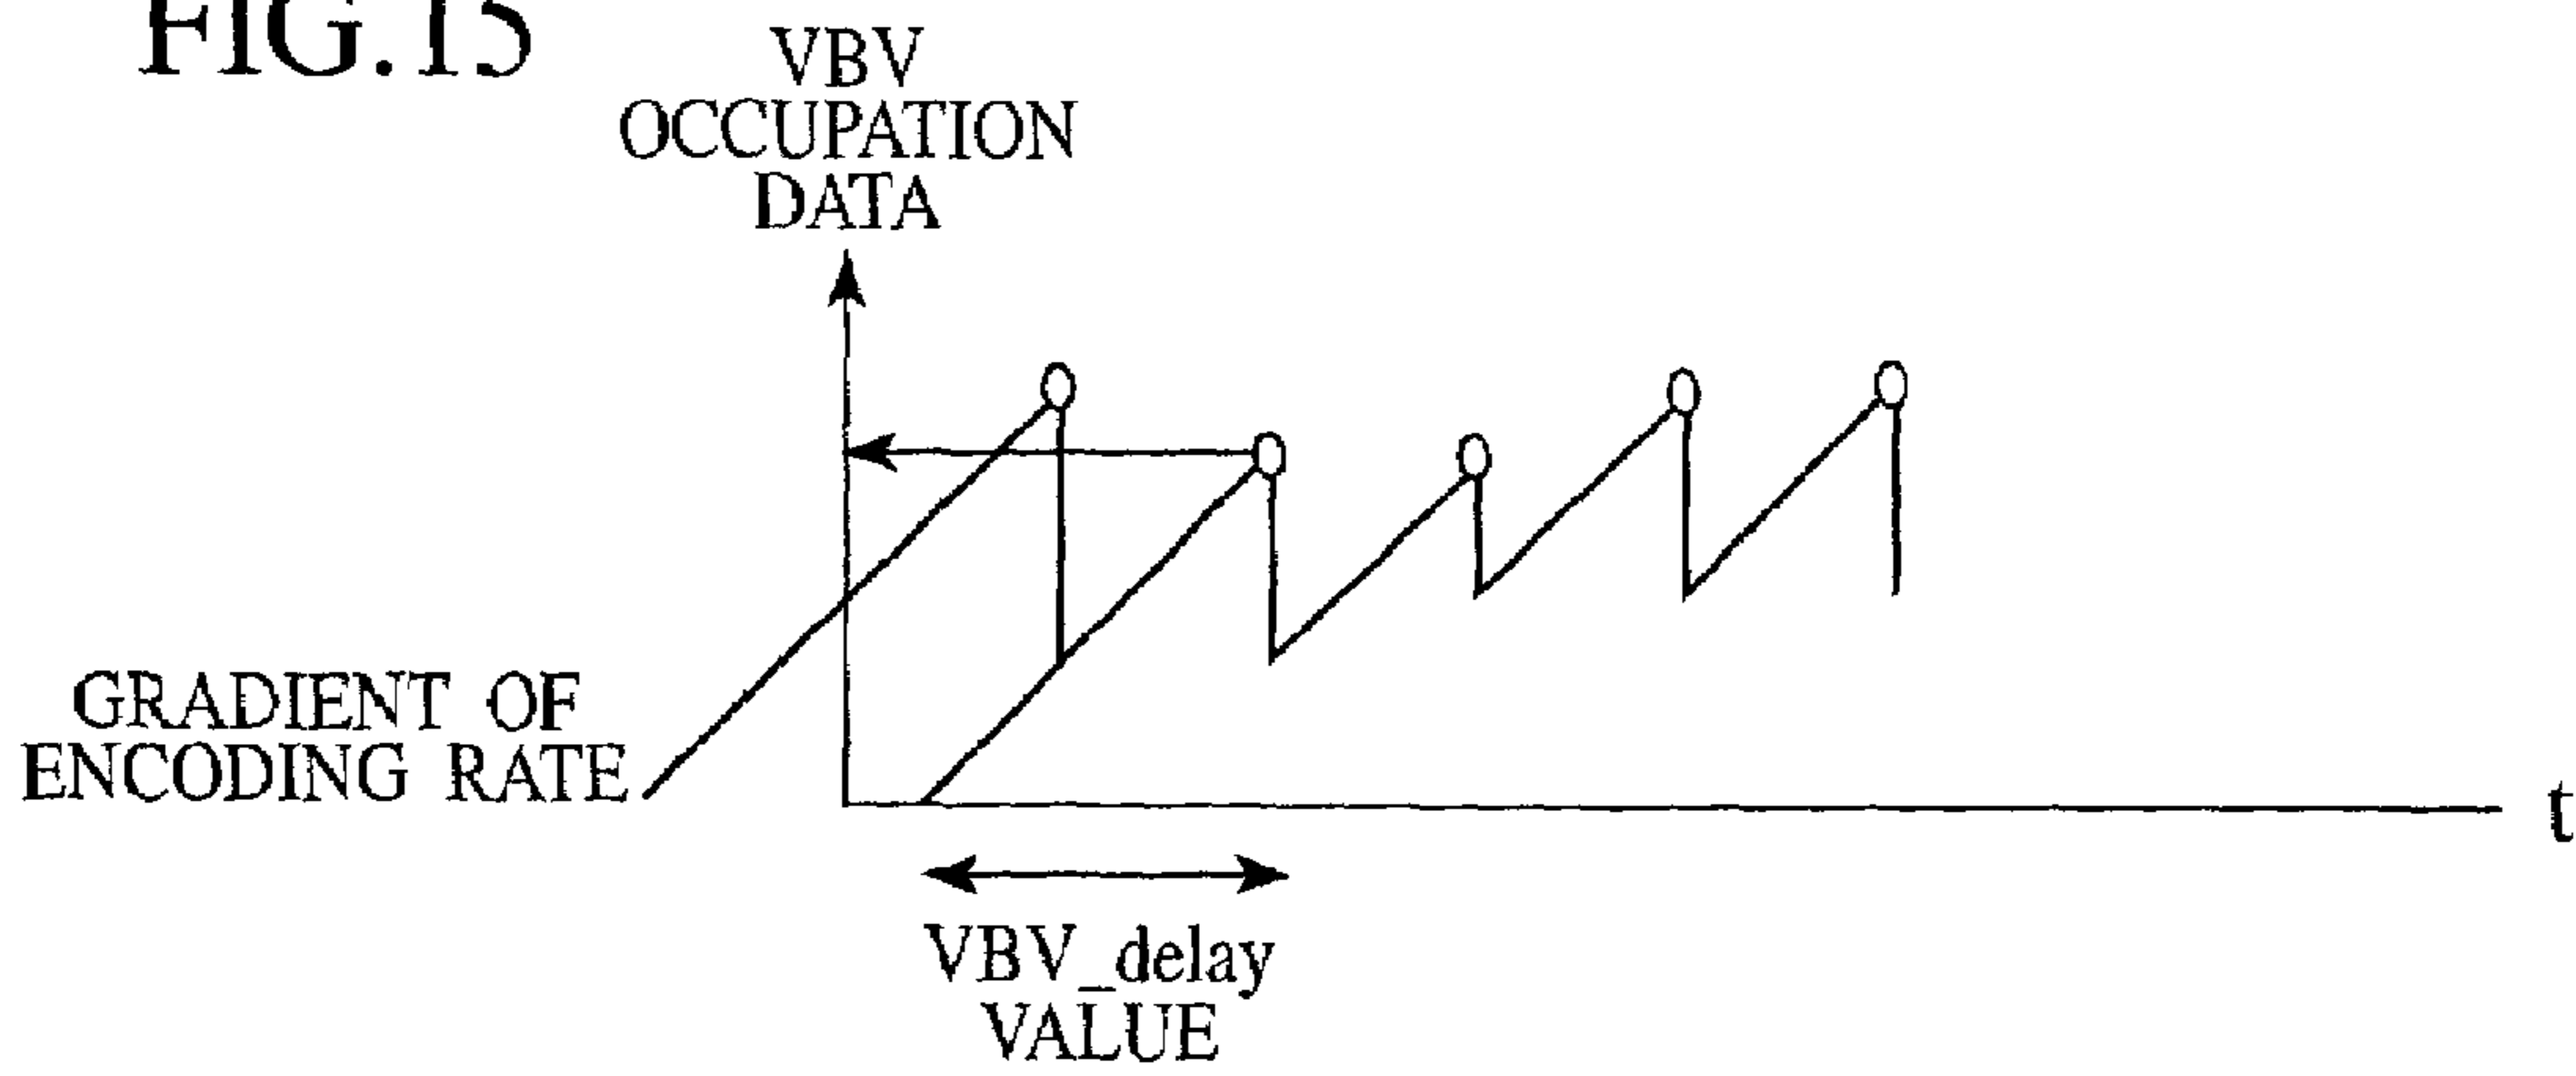 FIG.15
VBV
OCCUPATION
DATA
GRADIENT OF
ENCODING RATE
t
VBV_delay
VALUE